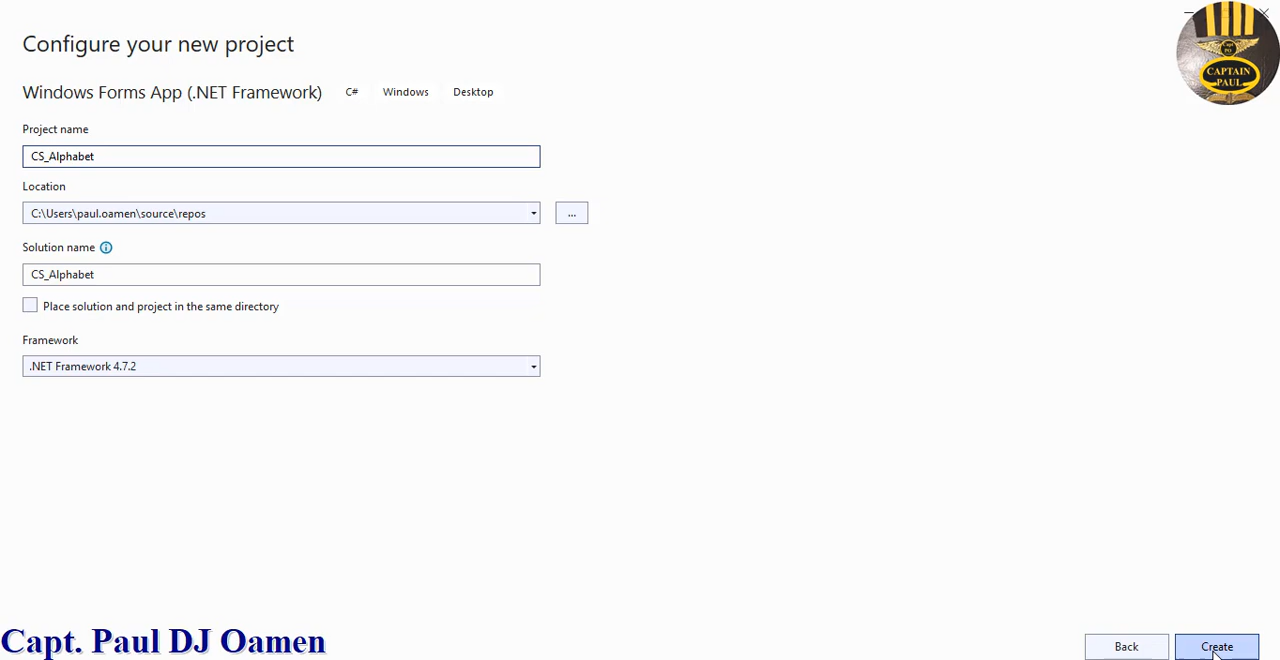 Configure your new project
Windows Forms App (.NET Framework) C# Windows Desktop
Project name
CS_Alphabet
Location
C:\Users\paul.oamen\source\repos
...
Solution name
CS_Alphabet
Place solution and project in the same directory
Framework
.NET Framework 4.7.2
Capt
PO
CAPTAIN
PAUL
Capt. Paul DJ Oamen
Back
Create